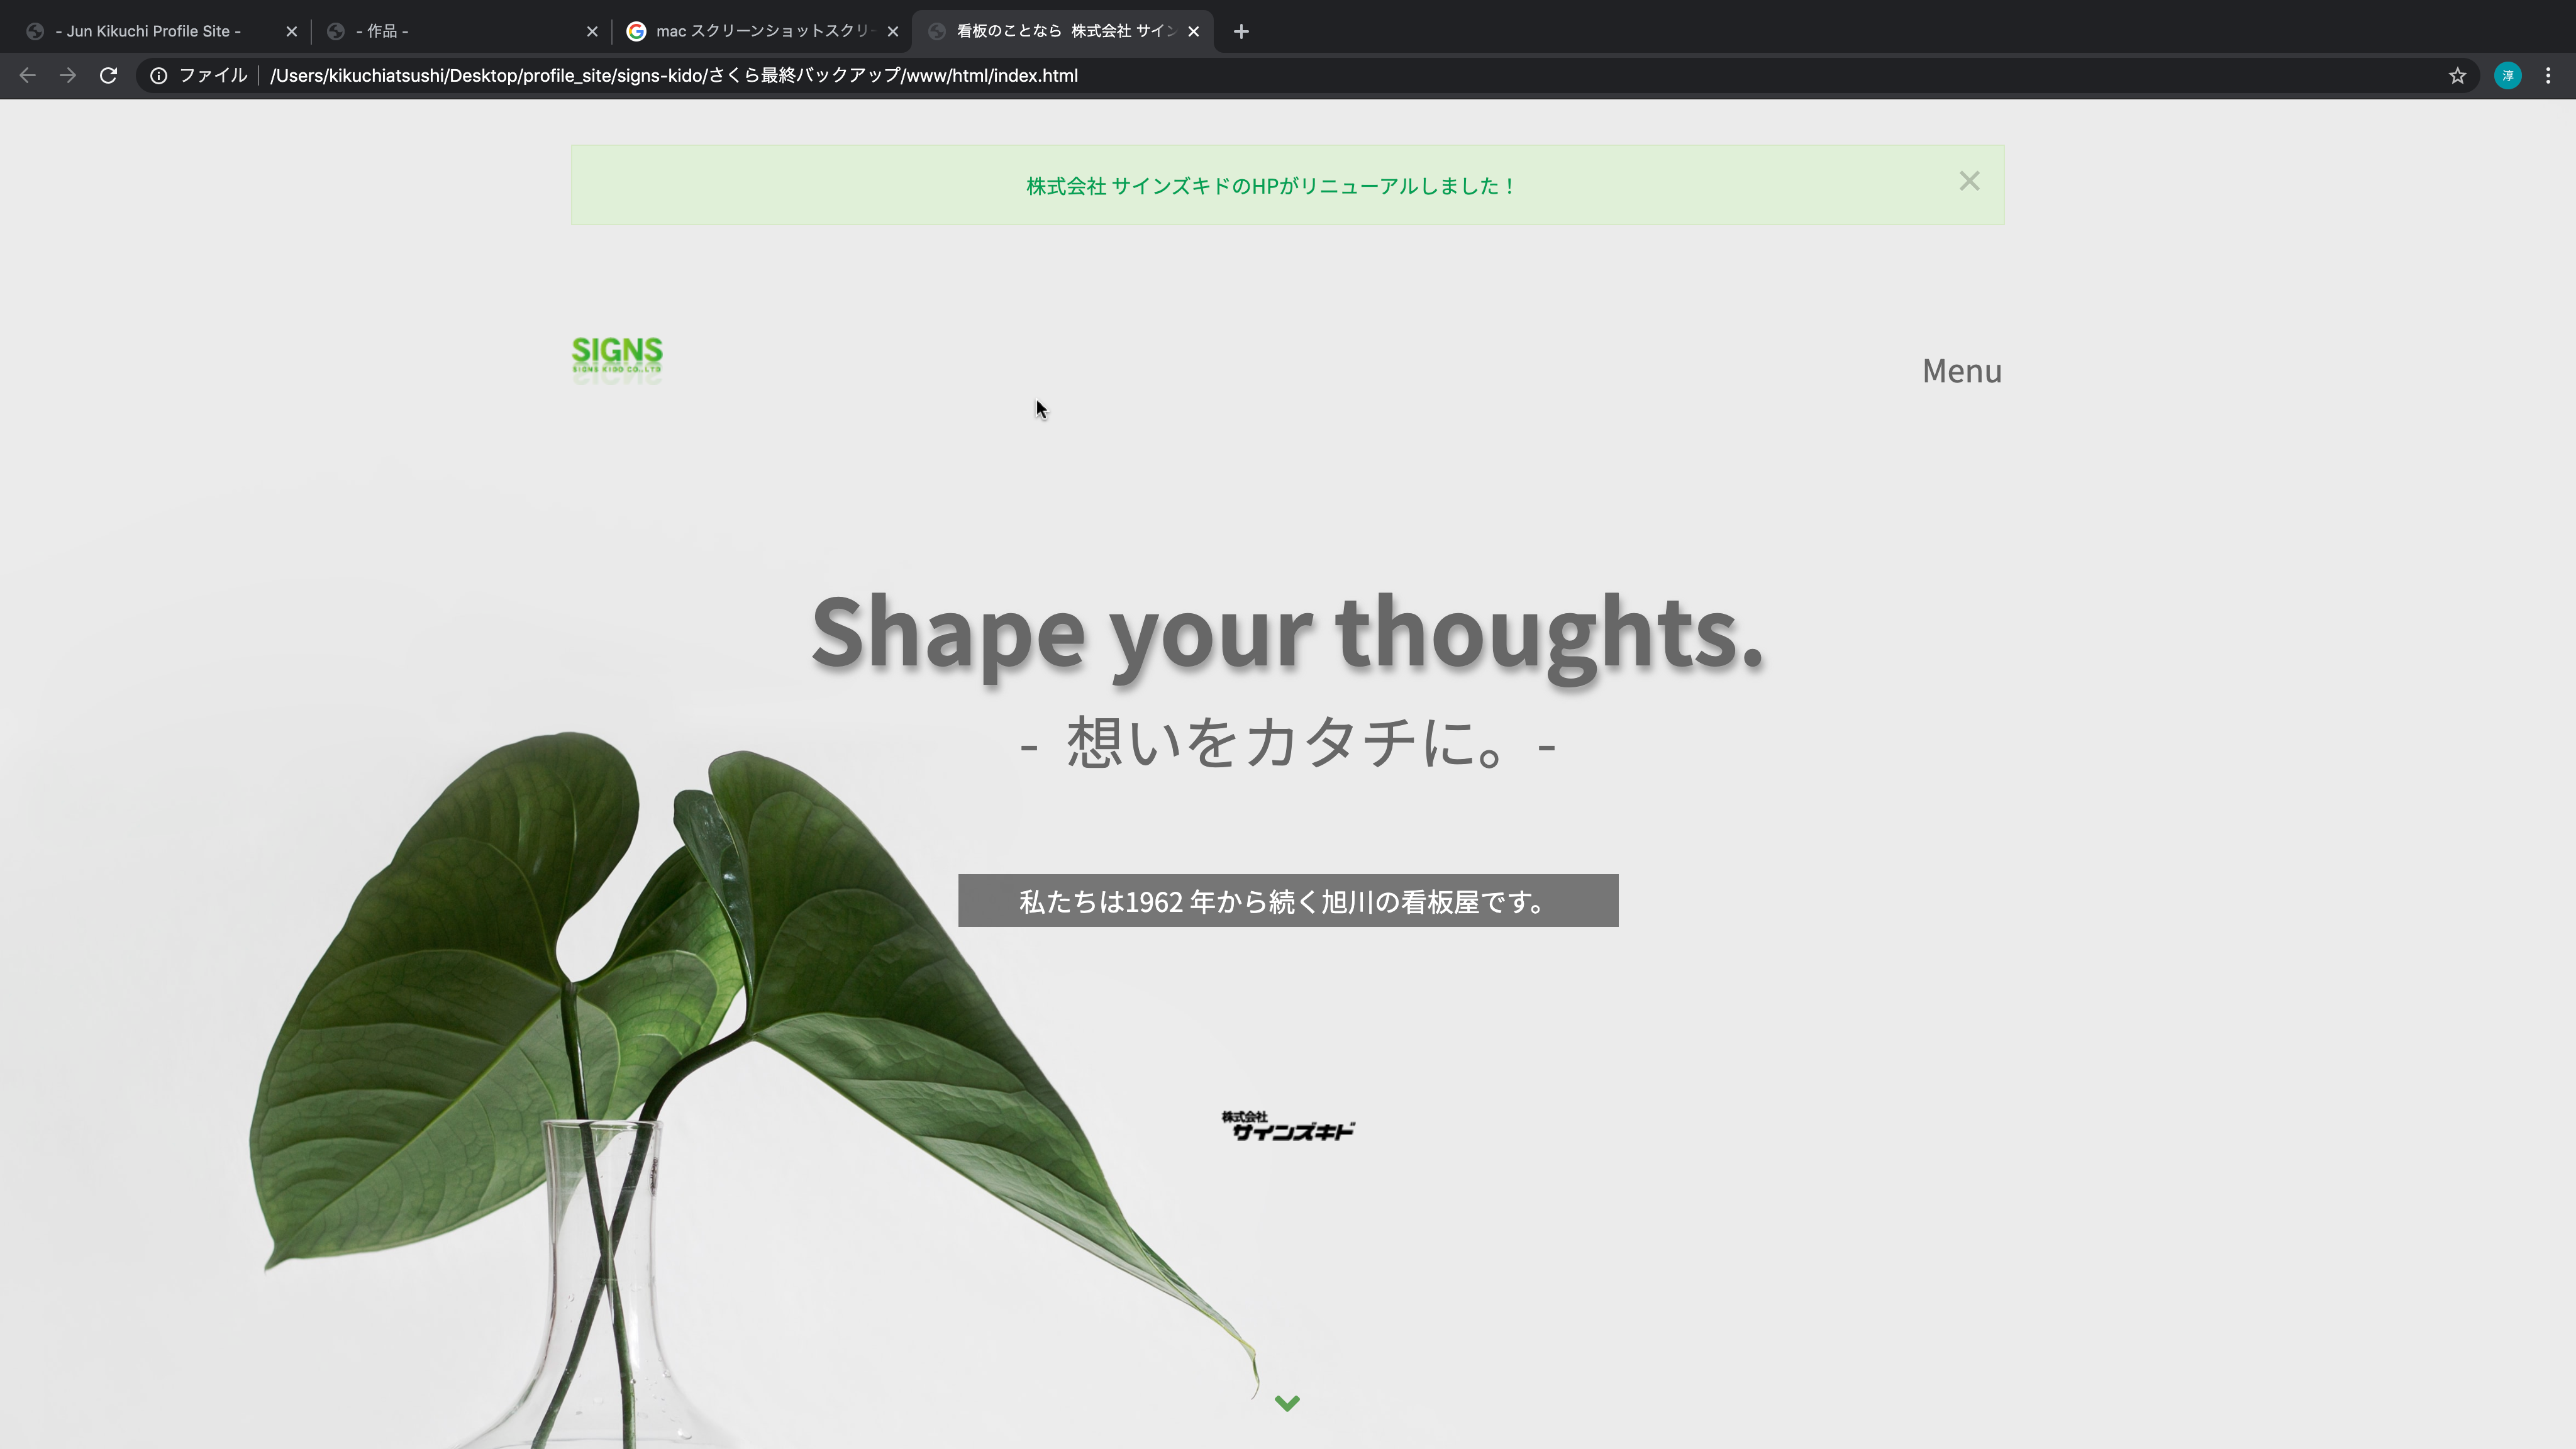 - Jun Kikuchi Profile Site -
- 作品 -
mac スクリーンショットスクリ
看板のことなら 株式会社 サイン
ファイル
/Users/kikuchiatsushi/Desktop/profile_site/signs-kido/さくら最終バックアップ/www/html/index.html
淳
株式会社 サインズキドのHPがリニューアルしました！
SIGNS
SIGNS KIDO CO.,LTD
Menu
Shape your thoughts.
- 想いをカタチに。-
私たちは1962 年から続く旭川の看板屋です。
株式会社
サインズキド